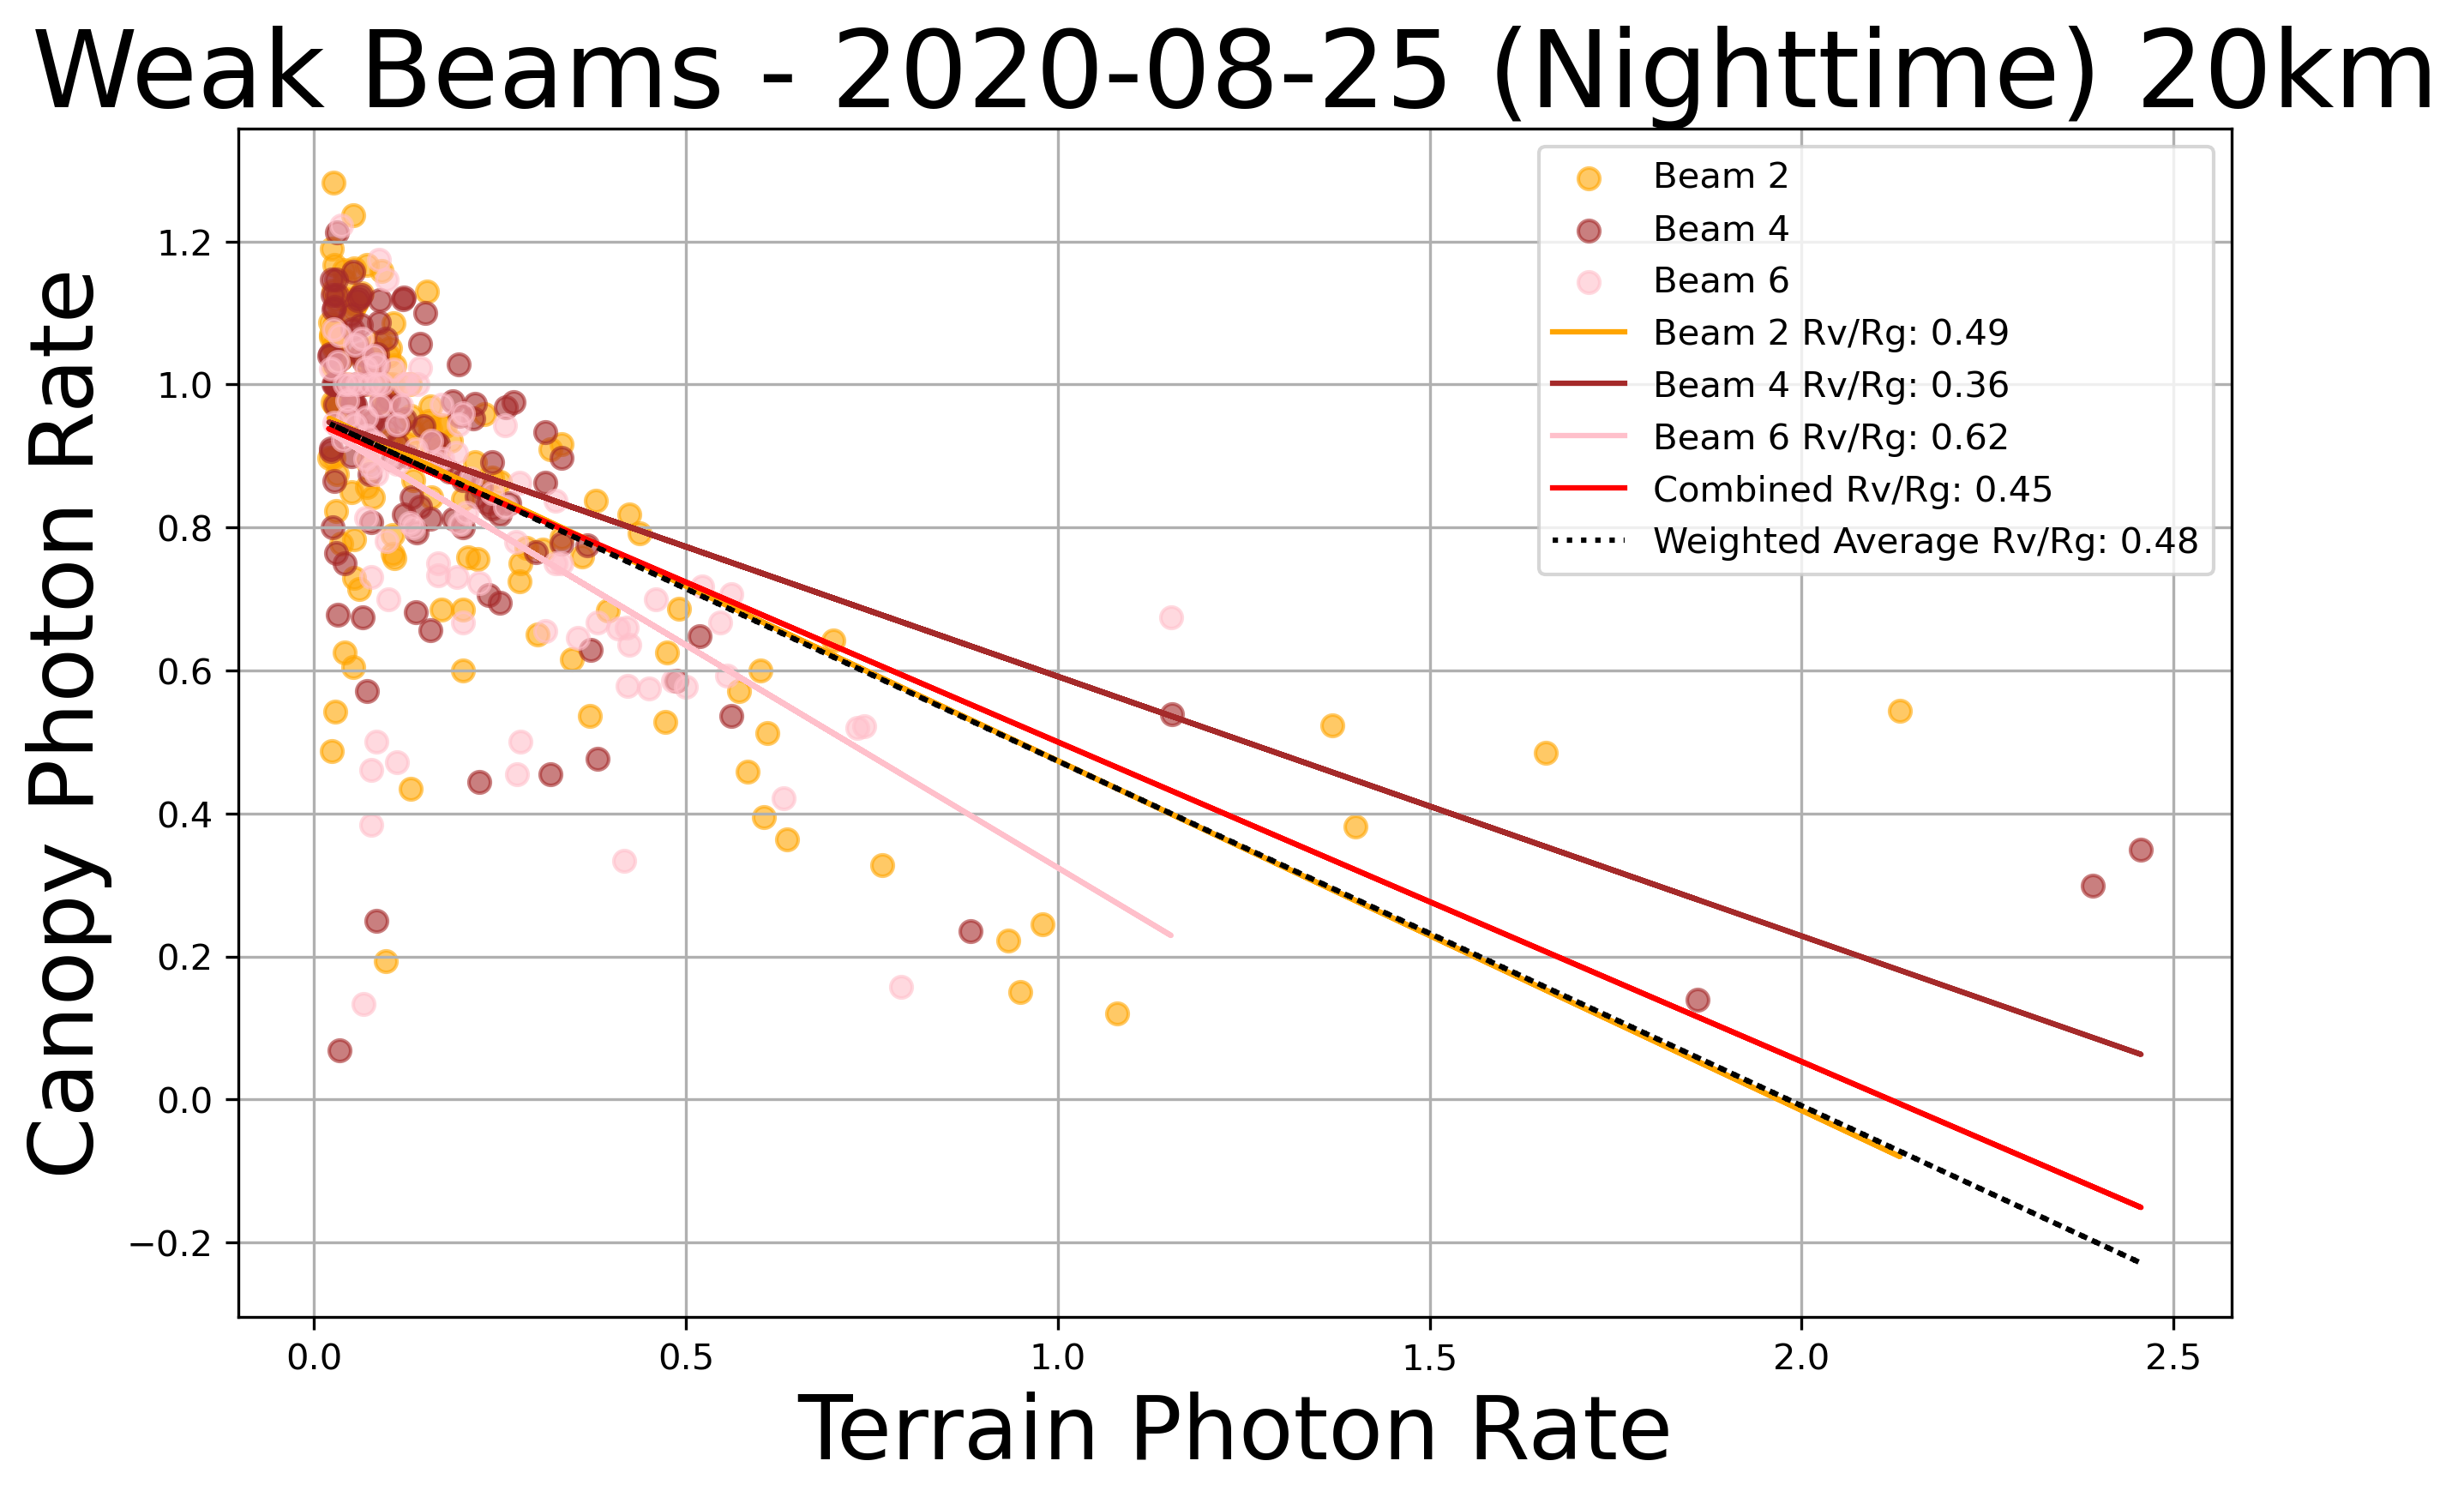 Weak Beams - 2020-08-25 (Nighttime) 20km
Canopy Photon Rate
1.2
1.0
0.8
0.6
0.4
0.2
0.0
−0.2
Beam 2
Beam 4
Beam 6
Beam 2 Rv/Rg: 0.49
Beam 4 Rv/Rg: 0.36
Beam 6 Rv/Rg: 0.62
Combined Rv/Rg: 0.45
Weighted Average Rv/Rg: 0.48
0.0 0.5 1.0 1.5 2.0 2.5
Terrain Photon Rate